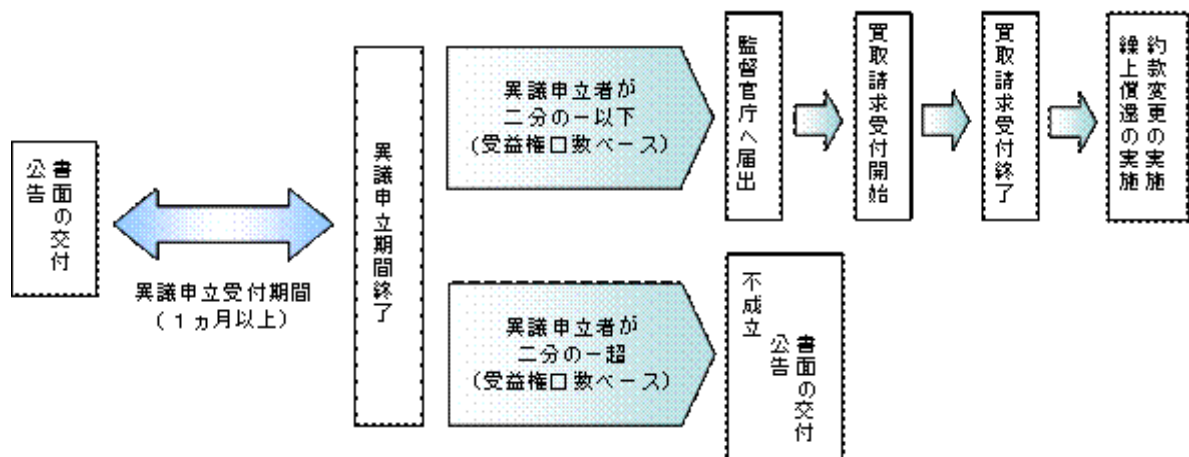 書面の交付
公告
異議申立受付期間
（１ヵ月以上）
異議申立期間終了
異議申立者が
二分の一以下
（受益権口数ベース）
監督官庁へ届出
買取請求受付開始
買取請求受付終了
約款変更の実施
繰上償還の実施
異議申立者が
二分の一超
（受益権口数ベース）
不成立
書面の交付
公告